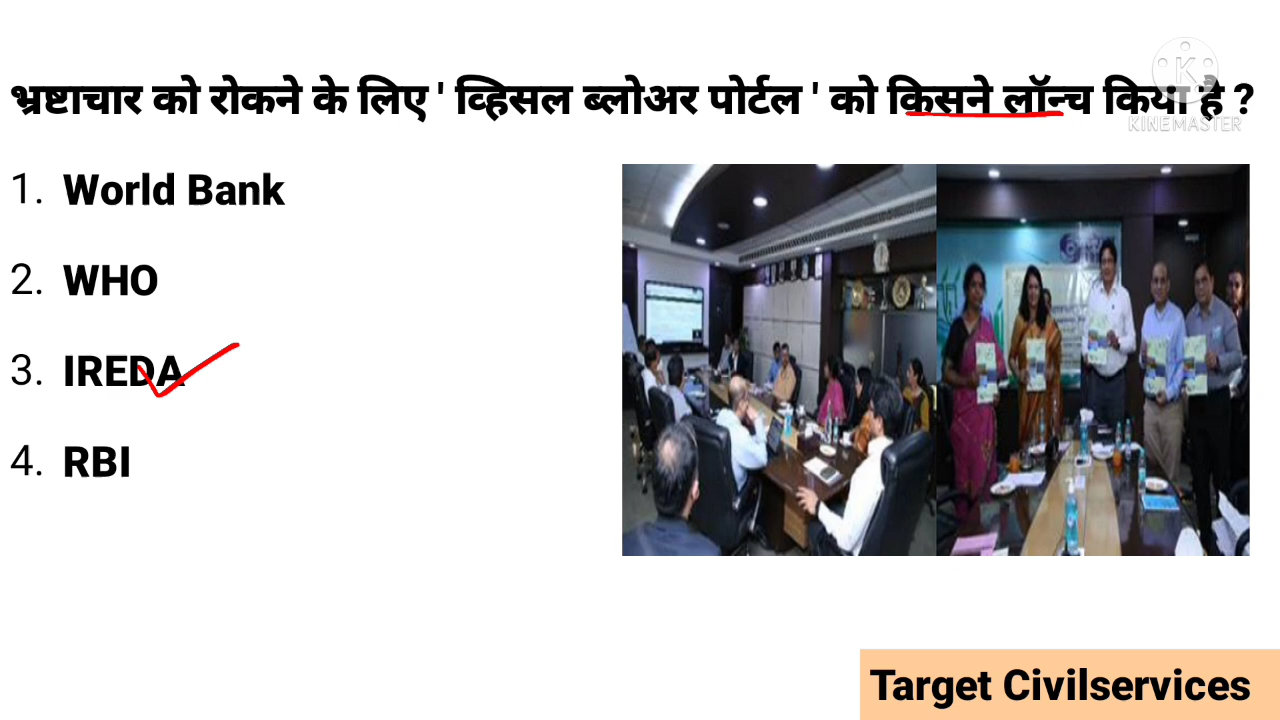 भ्रष्टाचार को रोकने के लिए ' व्हिसल ब्लोअर पोर्टल ' को किसने लॉन्च किया है ?
K
KINEMASTER
1. World Bank
2. WHO
3. IREDA
4. RBI
Target Civilservices